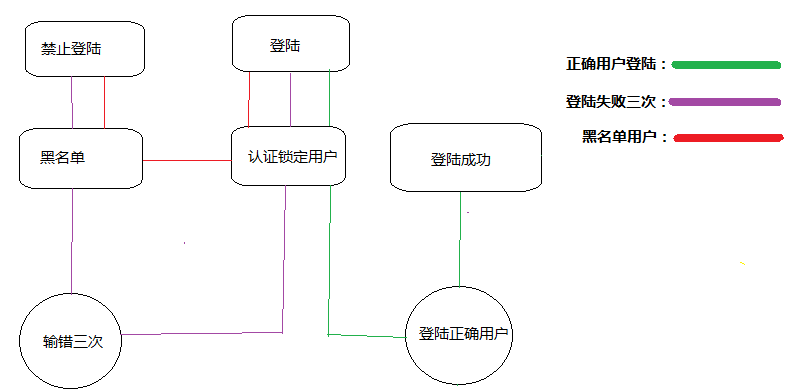 禁止登陆
登陆
正确用户登陆：
登陆失败三次：
黑名单用户：
黑名单
认证锁定用户
登陆成功
输错三次
登陆正确用户